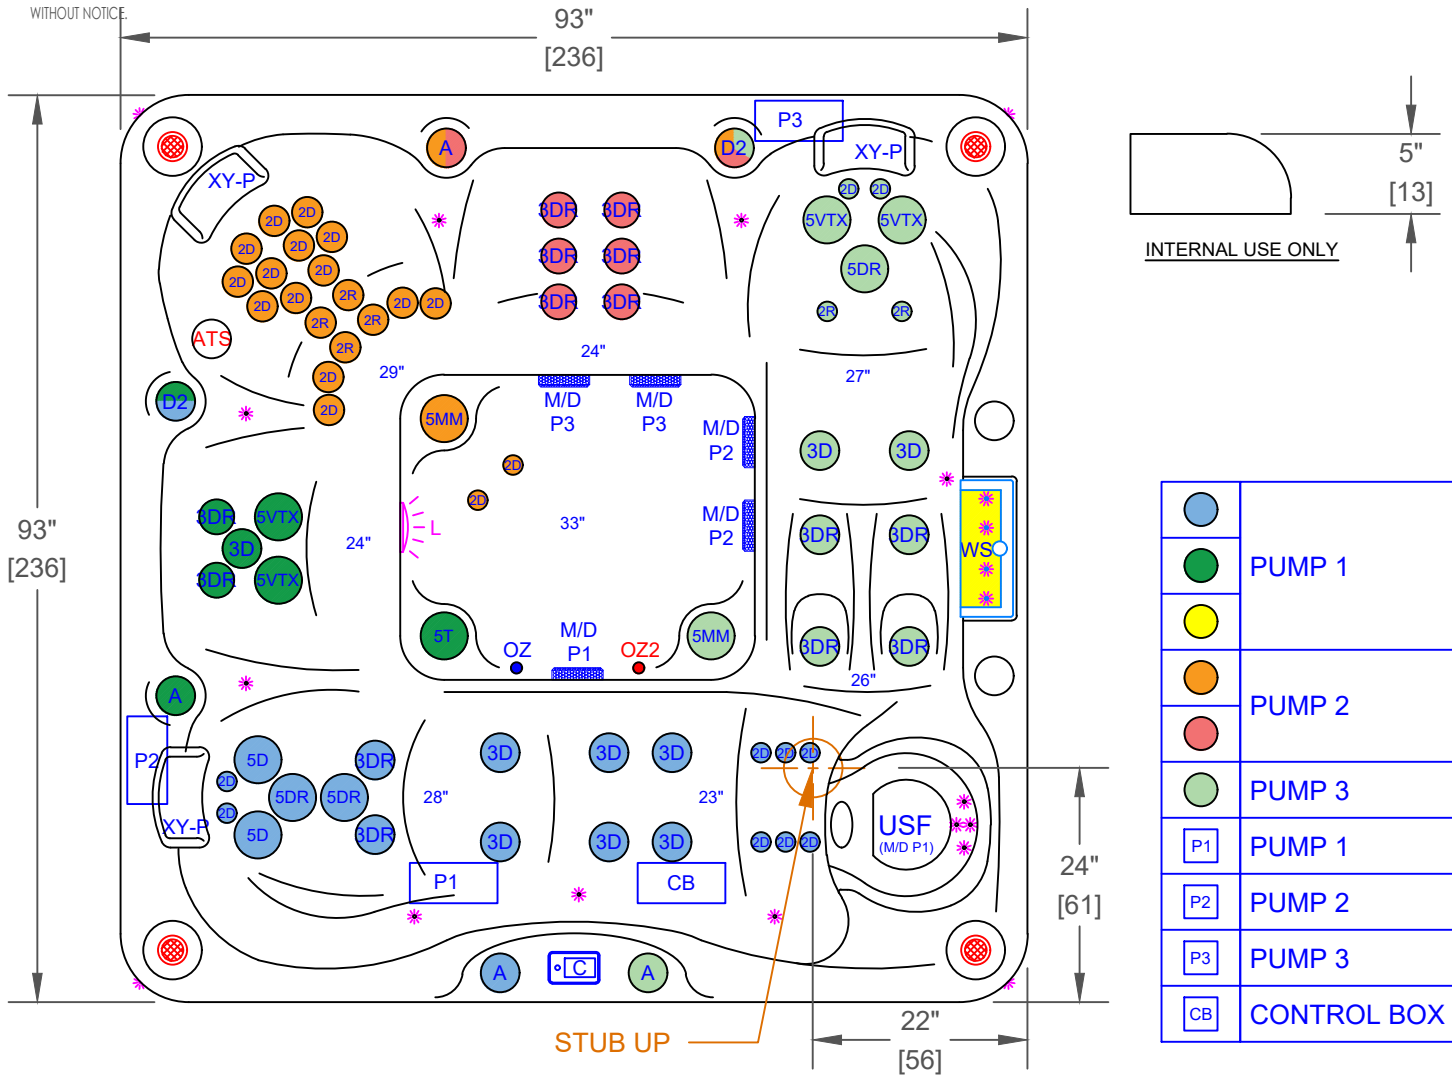 WITHOUT NOTICE.
93"
[236]
P3
A
D2
XY-P
XY-P
5"
[13]
INTERNAL USE ONLY
2D
2D
3DR
3DR
5VTX
5VTX
2D
2D
2D
2D
2D
2D
2D
2D
2D
2D
2D
3DR
3DR
5DR
2R
2D
2D
3DR
3DR
2R
2R
2R
2R
2R
ATS
24"
29"
27"
2D
2D
D2
M/D
P3
M/D
P3
5MM
M/D
P2
3D
3D
2D
2D
93"
[236]
3DR
5VTX
3D
3DR
5VTX
24"
L
33"
M/D
P2
3DR
3DR
WS
PUMP 1
5T
OZ
M/D
P1
OZ2
5MM
3DR
3DR
26"
A
PUMP 2
P2
5D
2D
5DR
5DR
2D
5D
3DR
3DR
28"
3D
3D
3D
23"
2D
2D
2D
PUMP 3
XY-P
3D
3D
3D
2D
2D
2D
USF
(M/D P1)
P1
PUMP 1
P1
CB
24"
[61]
P2
PUMP 2
P3
PUMP 3
A
C
A
CB
CONTROL BOX
STUB UP
22"
[56]